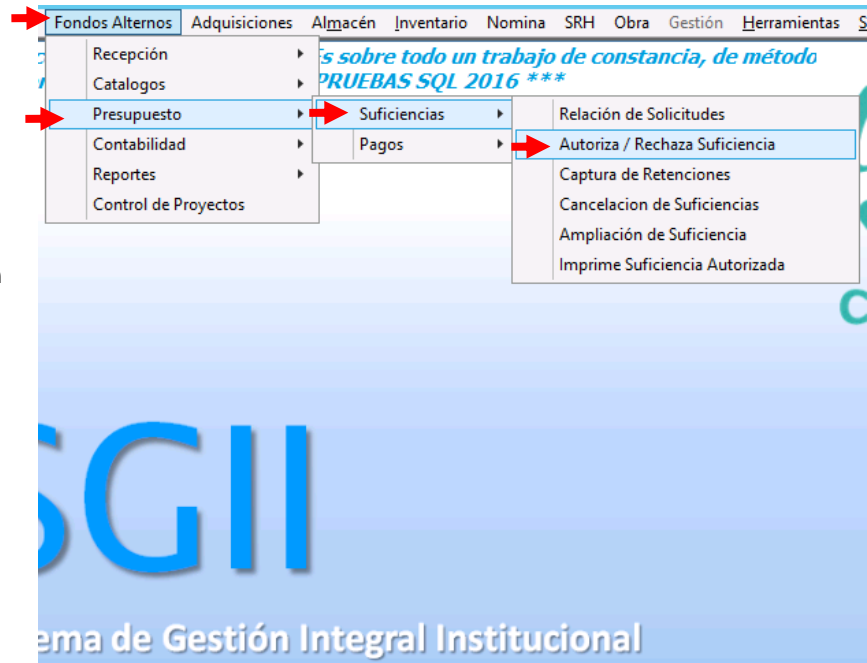 Fondos Alternos Adquisiciones Almacén Inventario Nomina SRH Obra Gestión Herramientas S
Es sobre todo un trabajo de constancia, de método
PRUEBAS SQL 2016 ***
Recepción
Catalogos
Presupuesto
Contabilidad
Reportes
Control de Proyectos
Suficiencias
Pagos
Relación de Solicitudes
Autoriza / Rechaza Suficiencia
Captura de Retenciones
Cancelacion de Suficiencias
Ampliación de Suficiencia
Imprime Suficiencia Autorizada
SGII
ema de Gestión Integral Institucional